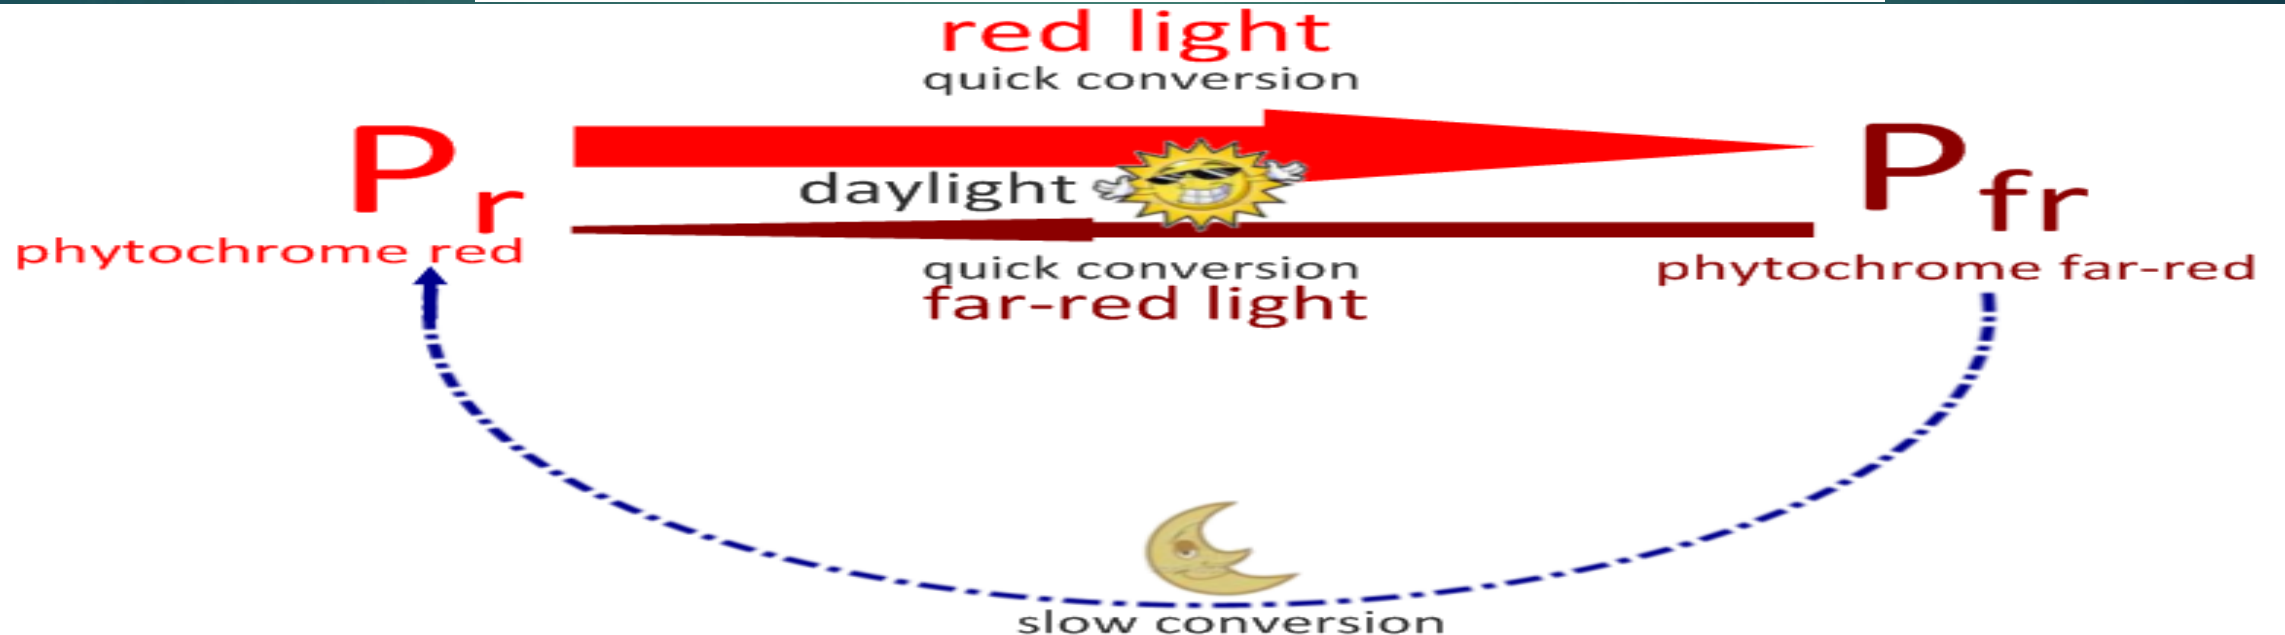 red light
quick conversion
Pr
phytochrome red
daylight
Pfr
phytochrome far-red
quick conversion
far-red light
slow conversion